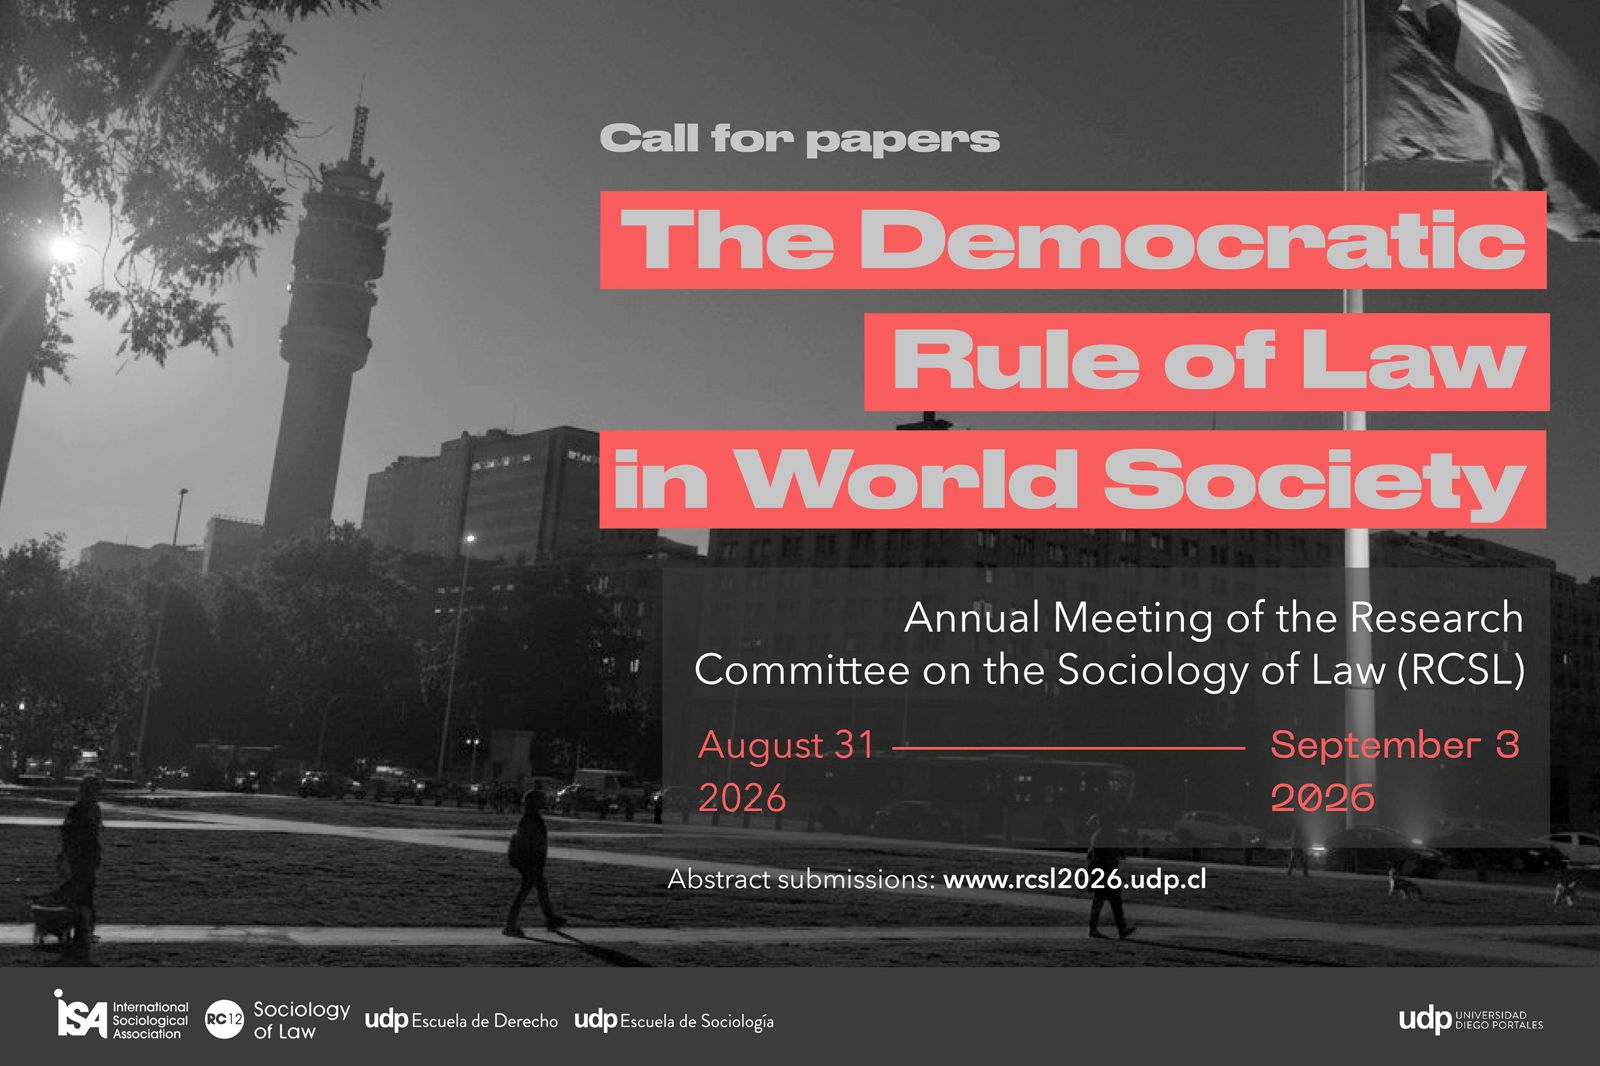 Call for papers
The Democratic
Rule of Law
in World Society
Annual Meeting of the Research
Committee on the Sociology of Law (RCSL)
August 31 September 3
2026 2026
Abstract submissions: www.rcsl2026.udp.cl
isa International
Sociological
Association
RC12 Sociology
of Law
udp Escuela de Derecho
udp Escuela de Sociología
udp UNIVERSIDAD
DIEGO PORTALES